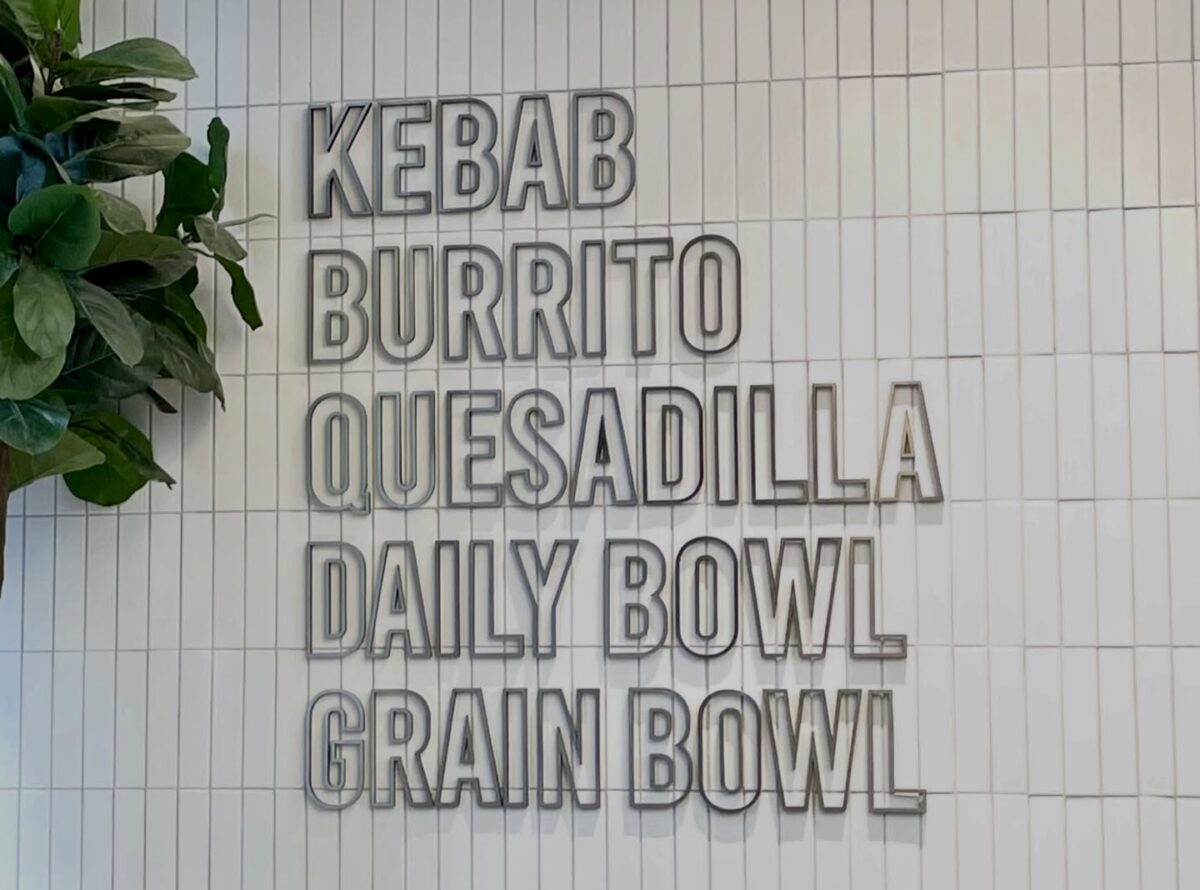 KEBAB
BURRITO
QUESADILLA
DAILY BOWL
GRAIN BOWL